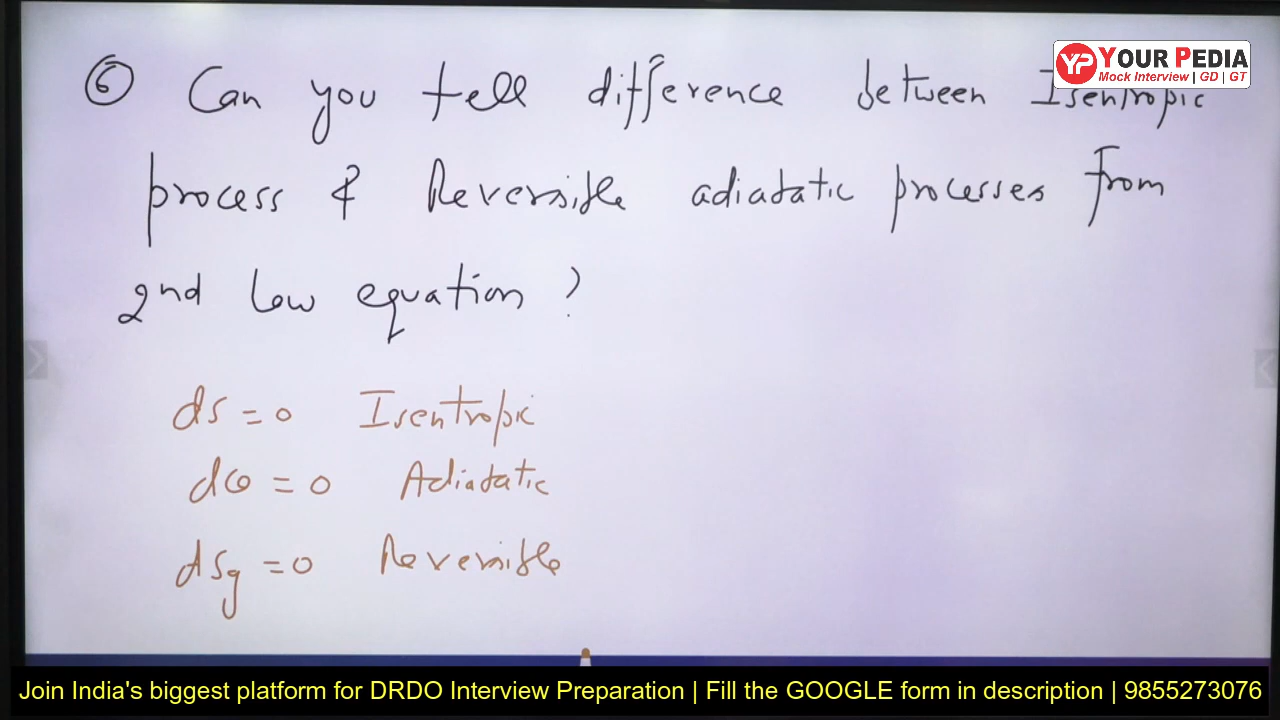 YP YOUR PEDIA
Mock Interview | GD | GT
6 Can you tell difference between Isentropic
process & Reversible adiabatic processes from
2nd law equation ?
ds = 0 Isentropic
dQ = 0 Adiabatic
dSg = 0 Reversible
Join India's biggest platform for DRDO Interview Preparation | Fill the GOOGLE form in description | 9855273076